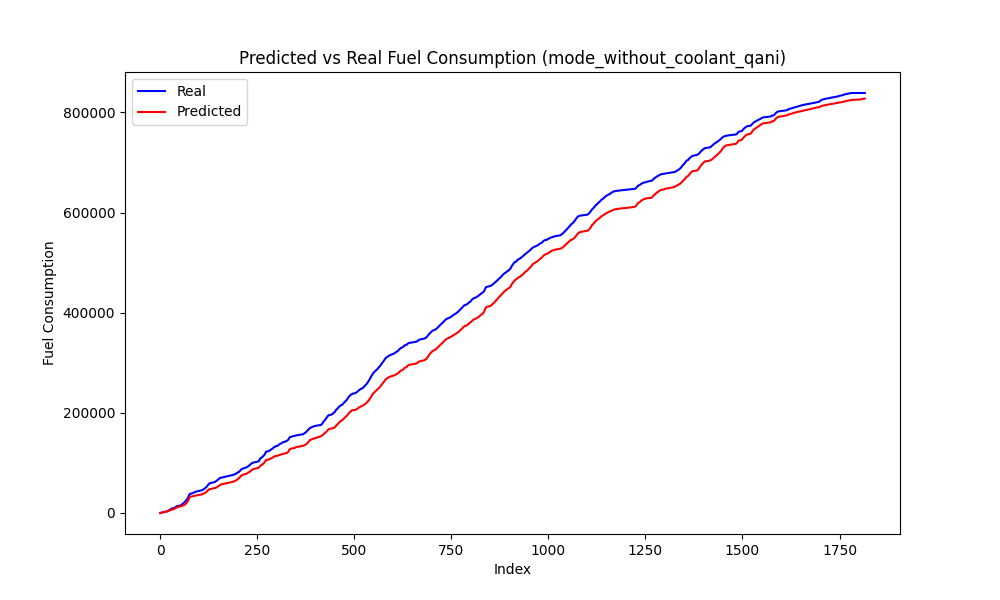 Predicted vs Real Fuel Consumption (mode_without_coolant_qani)
Real
Predicted
800000
600000
400000
200000
0
Fuel Consumption
0 250 500 750 1000 1250 1500 1750
Index